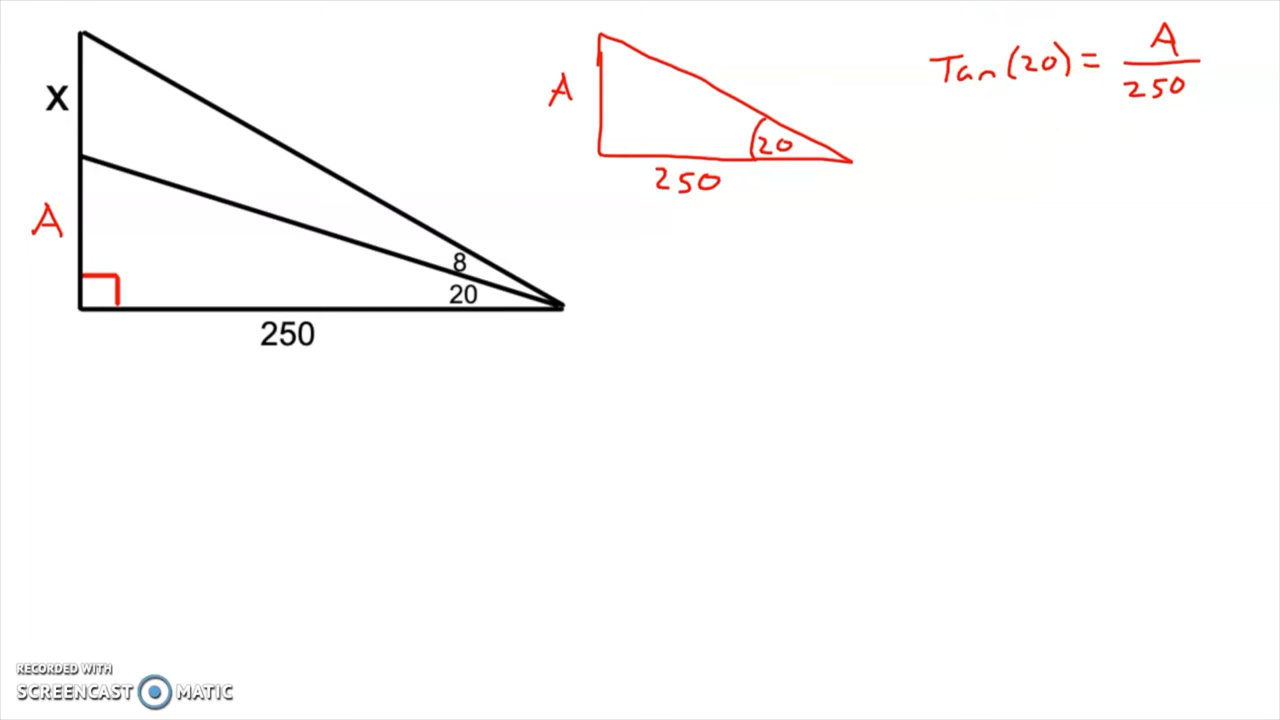 X
A
8
20
250
A
20
250
Tan(20) = A
250
RECORDED WITH
SCREENCAST MATIC